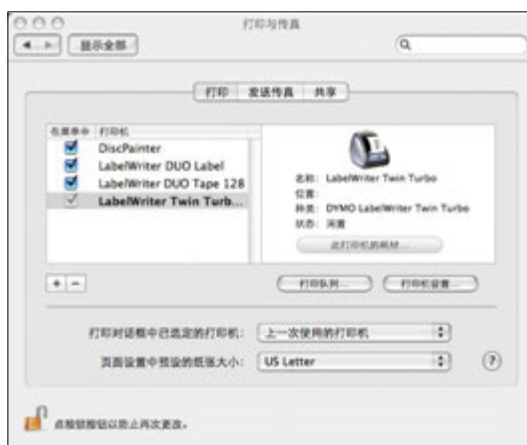 打印与传真
显示全部
打印 发送传真 共享
在菜单中 打印机
DiscPainter
LabelWriter DUO Label
LabelWriter DUO Tape 128
LabelWriter Twin Turb...
名称: LabelWriter Twin Turbo
位置:
种类: DYMO LabelWriter Twin Turbo
状态: 闲置
此打印机的耗材...
打印队列... 打印机设置...
打印对话框中已选定的打印机: 上一次使用的打印机
页面设置中预设的纸张大小: US Letter
?
点按锁按钮以防止再次更改。